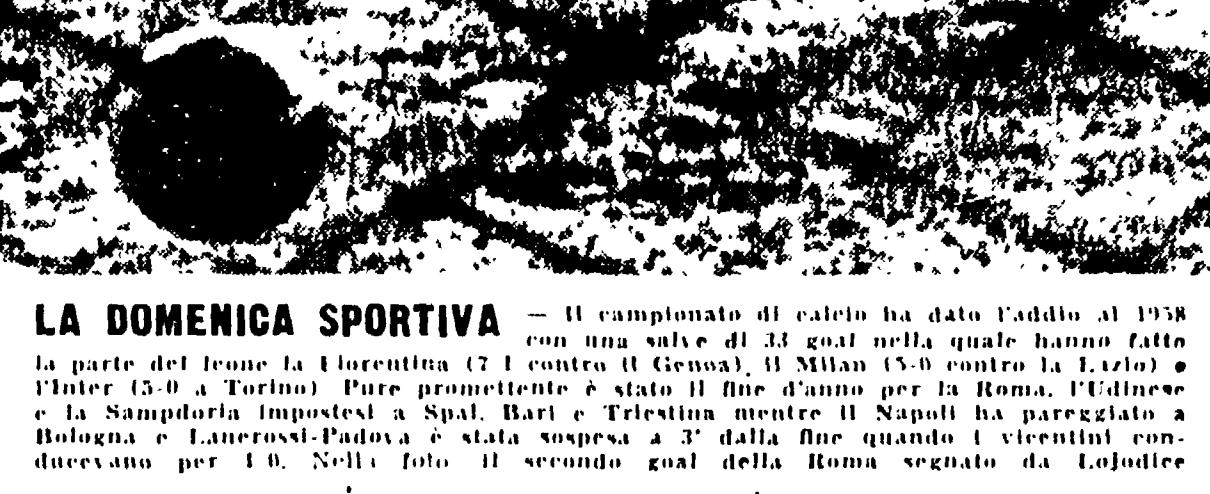 LA DOMENICA SPORTIVA — Il campionato di calcio ha dato l'addio al 1958
con una salve di 33 goal nella quale hanno fatto
la parte del leone la Fiorentina (7 1 contro il Genoa), il Milan (5-0 contro la Lazio) e
l'Inter (5-0 a Torino) Pure promettente è stato il fine d'anno per la Roma, l'Udinese
e la Sampdoria impostesi a Spal, Bari e Triestina mentre il Napoli ha pareggiato a
Bologna e Lanerossi-Padova è stata sospesa a 3' dalla fine quando i vicentini con-
ducevano per 1 0. Nella foto il secondo goal della Roma segnato da Lojodice